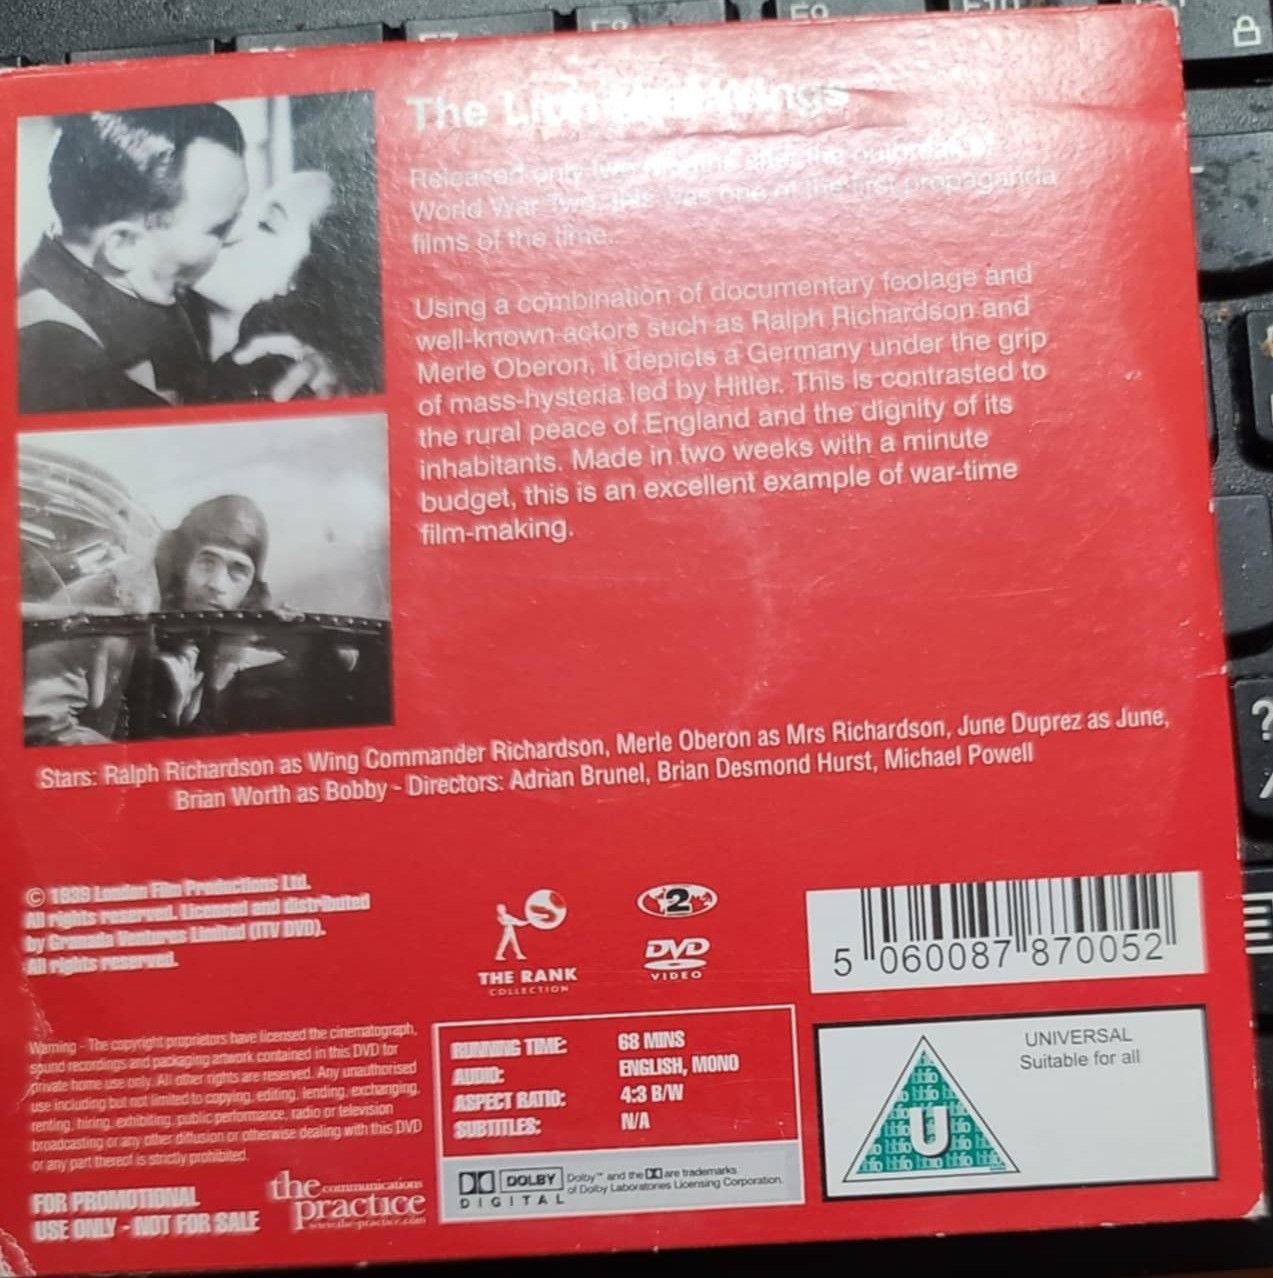 F8
F9
F10
The Lion Has Wings
Released only two months after the outbreak of
World War Two, this was one of the first propaganda
films of the time.
Using a combination of documentary footage and
well-known actors such as Ralph Richardson and
Merle Oberon, it depicts a Germany under the grip
of mass-hysteria led by Hitler. This is contrasted to
the rural peace of England and the dignity of its
inhabitants. Made in two weeks with a minute
budget, this is an excellent example of war-time
film-making.
Stars: Ralph Richardson as Wing Commander Richardson, Merle Oberon as Mrs Richardson, June Duprez as June,
Brian Worth as Bobby - Directors: Adrian Brunel, Brian Desmond Hurst, Michael Powell
© 1939 London Film Productions Ltd.
All rights reserved. Licensed and distributed
by Granada Ventures Limited (ITV DVD).
All rights reserved.
THE RANK
COLLECTION
2
DVD
VIDEO
5 060087 870052
Warning - The copyright proprietors have licensed the cinematograph,
sound recordings and packaging artwork contained in this DVD for
private home use only. All other rights are reserved. Any unauthorised
use including but not limited to copying, editing, lending, exchanging,
renting, hiring, exhibiting, public performance, radio or television
broadcasting or any other diffusion or otherwise dealing with this DVD
or any part thereof is strictly prohibited.
FOR PROMOTIONAL
USE ONLY - NOT FOR SALE
the communications
practice
www.the-practice.com
RUNNING TIME: 68 MINS
AUDIO: ENGLISH, MONO
ASPECT RATIO: 4:3 B/W
SUBTITLES: N/A
DOLBY
DIGITAL
Dolby™ and the DD are trademarks
of Dolby Laboratories Licensing Corporation.
UNIVERSAL
Suitable for all
U
bbfc
?